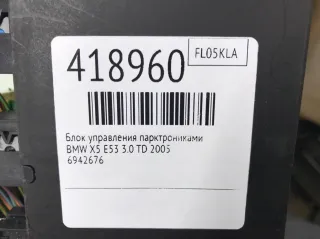 418960
FL05KLA
Блок управления парктрониками
BMW X5 E53 3.0 TD 2005
6942676